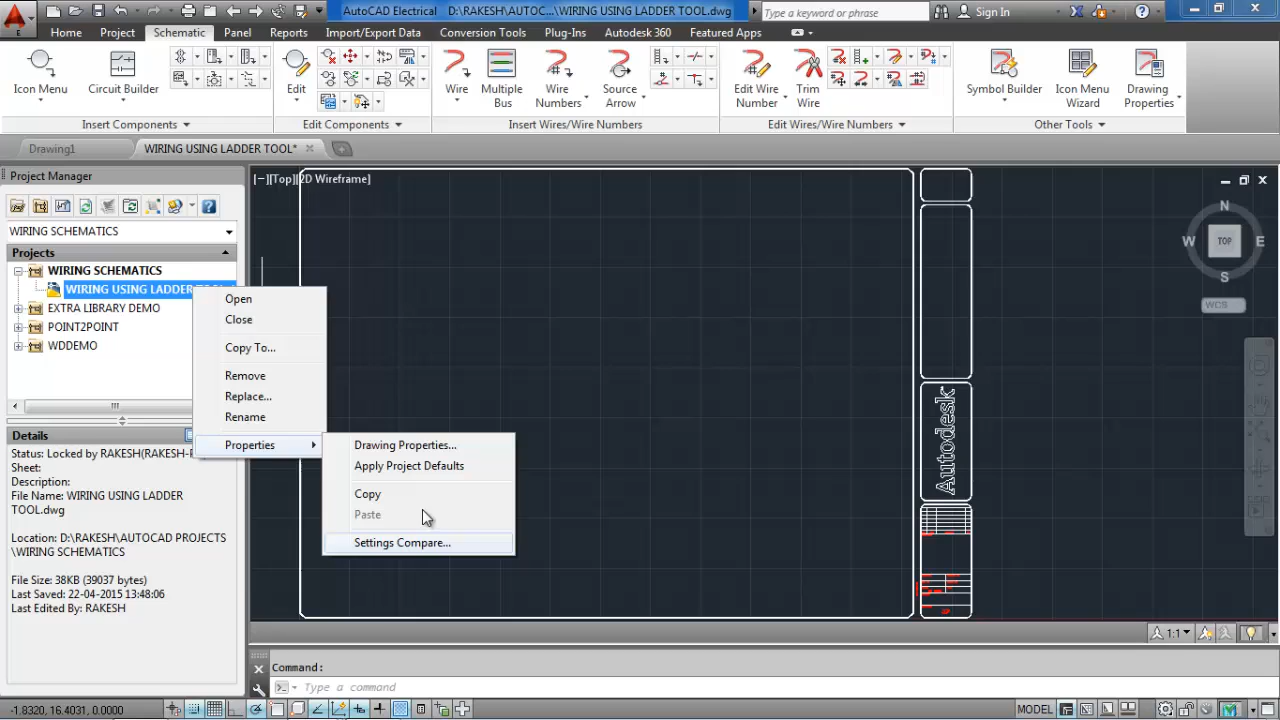 AutoCAD Electrical D:\RAKESH\AUTOC...\WIRING USING LADDER TOOL.dwg
Type a keyword or phrase
Sign In
Home
Project
Schematic
Panel
Reports
Import/Export Data
Conversion Tools
Plug-Ins
Autodesk 360
Featured Apps
Icon Menu
Circuit Builder
Edit
Wire
Multiple Bus
Wire Numbers
Source Arrow
Edit Wire Number
Trim Wire
Symbol Builder
Icon Menu Wizard
Drawing Properties
Insert Components
Edit Components
Insert Wires/Wire Numbers
Edit Wires/Wire Numbers
Other Tools
Drawing1
WIRING USING LADDER TOOL*
Project Manager
[−][Top][2D Wireframe]
WIRING SCHEMATICS
Projects
WIRING SCHEMATICS
WIRING USING LADDER
EXTRA LIBRARY DEMO
POINT2POINT
WDDEMO
Open
Close
Copy To...
Remove
Replace...
Rename
Properties
Drawing Properties...
Apply Project Defaults
Copy
Paste
Settings Compare...
Details
Status: Locked by RAKESH(RAKESH-
Sheet:
Description:
File Name: WIRING USING LADDER
TOOL.dwg
Location: D:\RAKESH\AUTOCAD PROJECTS
\WIRING SCHEMATICS
File Size: 38KB (39037 bytes)
Last Saved: 22-04-2015 13:48:06
Last Edited By: RAKESH
N
W
TOP
E
S
WCS
Autodesk
1:1
Command:
Type a command
-1.8320, 16.4031, 0.0000
MODEL